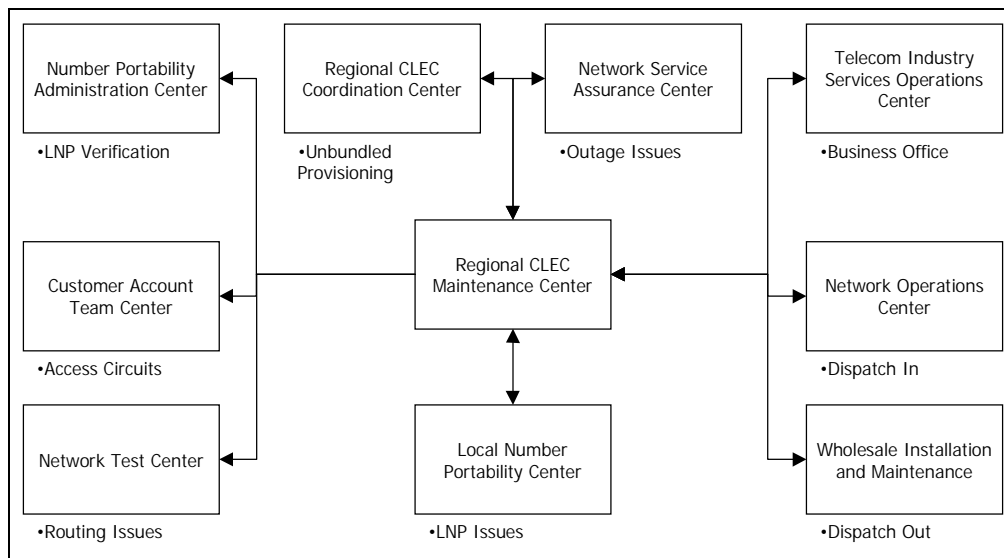 Number Portability
Administration Center
•LNP Verification
Regional CLEC
Coordination Center
•Unbundled
Provisioning
Network Service
Assurance Center
•Outage Issues
Telecom Industry
Services Operations
Center
•Business Office
Customer Account
Team Center
•Access Circuits
Regional CLEC
Maintenance Center
Network Operations
Center
•Dispatch In
Network Test Center
•Routing Issues
Local Number
Portability Center
•LNP Issues
Wholesale Installation
and Maintenance
•Dispatch Out